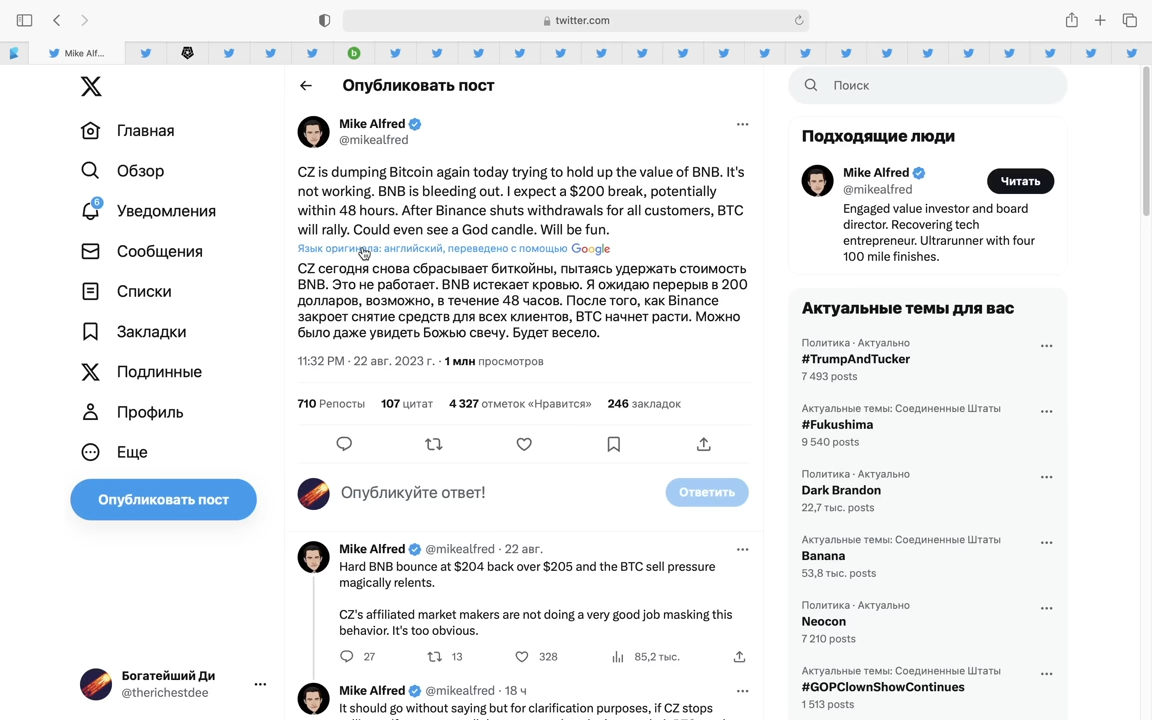 twitter.com
Mike Alf...
Главная
Обзор
6
Уведомления
Сообщения
Списки
Закладки
Подлинные
Профиль
Еще
Опубликовать пост
Богатейший Ди
@therichestdee
Опубликовать пост
Mike Alfred
@mikealfred
CZ is dumping Bitcoin again today trying to hold up the value of BNB. It's
not working. BNB is bleeding out. I expect a $200 break, potentially
within 48 hours. After Binance shuts withdrawals for all customers, BTC
will rally. Could even see a God candle. Will be fun.
Язык оригинала: английский, переведено с помощью Google
CZ сегодня снова сбрасывает биткойны, пытаясь удержать стоимость
BNB. Это не работает. BNB истекает кровью. Я ожидаю перерыв в 200
долларов, возможно, в течение 48 часов. После того, как Binance
закроет снятие средств для всех клиентов, BTC начнет расти. Можно
было даже увидеть Божью свечу. Будет весело.
11:32 PM · 22 авг. 2023 г. · 1 млн просмотров
710 Репосты 107 цитат 4 327 отметок «Нравится» 246 закладок
Опубликуйте ответ!
Ответить
Mike Alfred @mikealfred · 22 авг.
Hard BNB bounce at $204 back over $205 and the BTC sell pressure
magically relents.
CZ's affiliated market makers are not doing a very good job masking this
behavior. It's too obvious.
27 13 328 85,2 тыс.
Mike Alfred @mikealfred · 18 ч
It should go without saying but for clarification purposes, if CZ stops
Поиск
Подходящие люди
Mike Alfred
@mikealfred
Читать
Engaged value investor and board
director. Recovering tech
entrepreneur. Ultrarunner with four
100 mile finishes.
Актуальные темы для вас
Политика · Актуально
#TrumpAndTucker
7 493 posts
Актуальные темы: Соединенные Штаты
#Fukushima
9 540 posts
Политика · Актуально
Dark Brandon
22,7 тыс. posts
Актуальные темы: Соединенные Штаты
Banana
53,8 тыс. posts
Политика · Актуально
Neocon
7 210 posts
Актуальные темы: Соединенные Штаты
#GOPClownShowContinues
1 513 posts